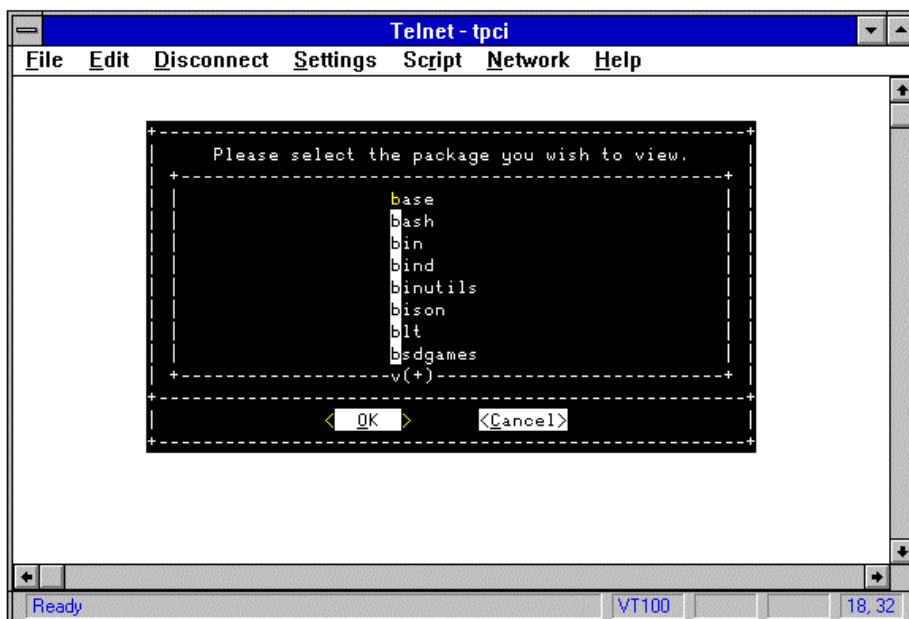 Telnet - tpci
File Edit Disconnect Settings Script Network Help
Please select the package you wish to view.
base
bash
bin
bind
binutils
bison
blt
bsdgames
v(+)
< OK > <Cancel>
Ready VT100 18, 32